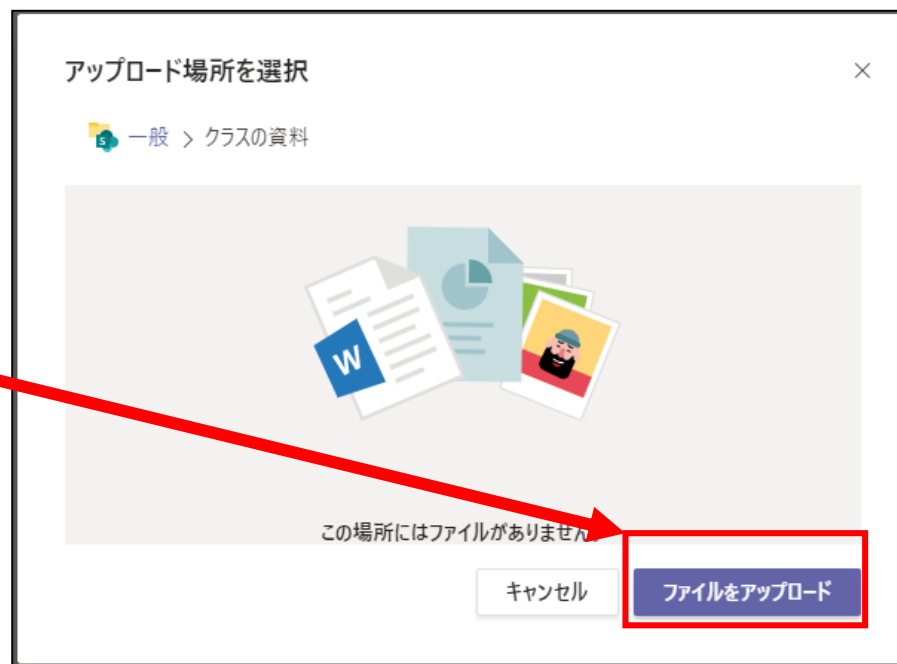 アップロード場所を選択
S 一般 > クラスの資料
W
この場所にはファイルがありません。
キャンセル ファイルをアップロード